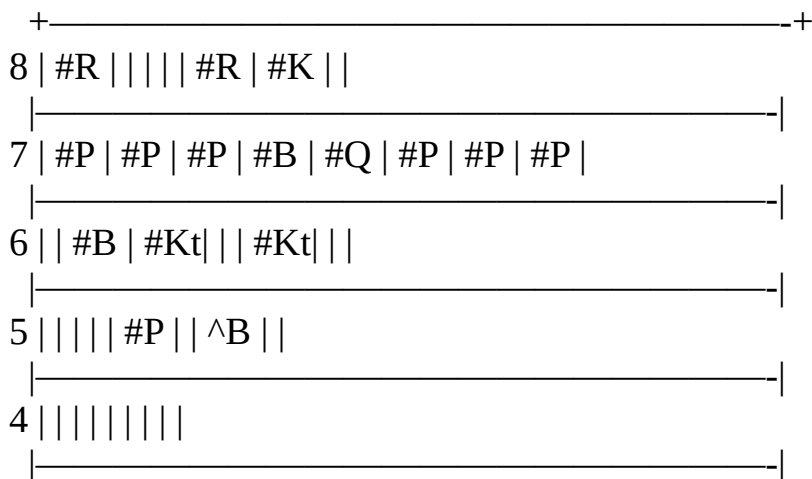 +———————————————————-+
8 | #R | | | | | #R | #K | |
|———————————————————-|
7 | #P | #P | #P | #B | #Q | #P | #P | #P |
|———————————————————-|
6 | | #B | #Kt| | | #Kt| | |
|———————————————————-|
5 | | | | | #P | | ^B | |
|———————————————————-|
4 | | | | | | | | |
|———————————————————-|